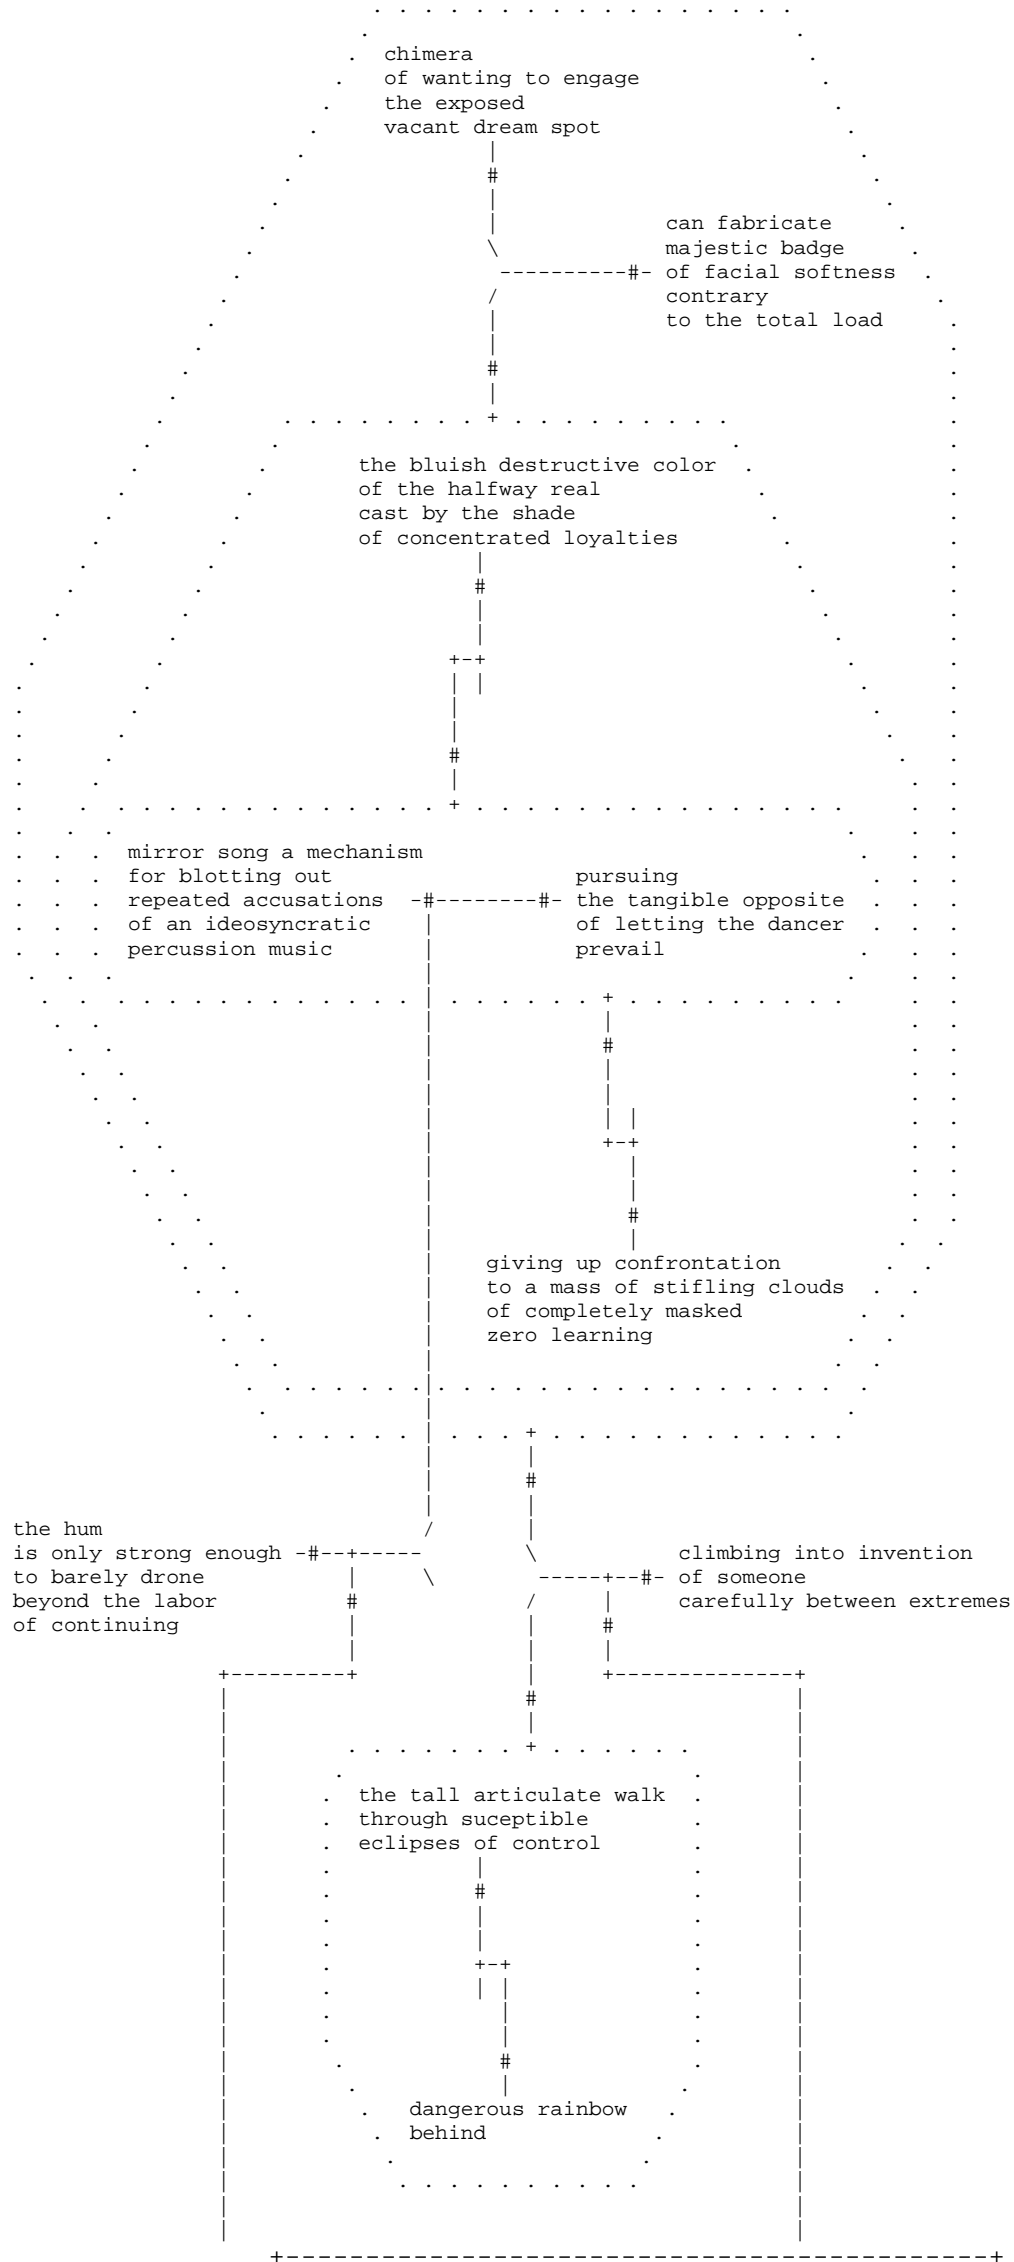 chimera
of wanting to engage
the exposed
vacant dream spot
can fabricate
majestic badge
of facial softness
contrary
to the total load
the bluish destructive color
of the halfway real
cast by the shade
of concentrated loyalties
mirror song a mechanism
for blotting out
repeated accusations
of an ideosyncratic
percussion music
pursuing
the tangible opposite
of letting the dancer
prevail
giving up confrontation
to a mass of stifling clouds
of completely masked
zero learning
the hum
is only strong enough
to barely drone
beyond the labor
of continuing
climbing into invention
of someone
carefully between extremes
the tall articulate walk
through suceptible
eclipses of control
dangerous rainbow
behind